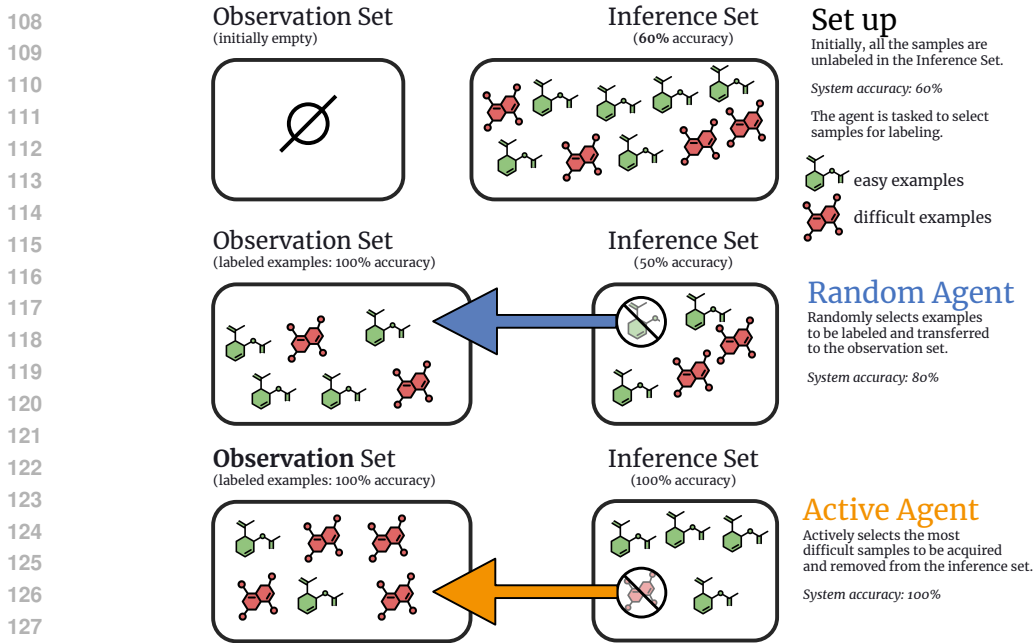 108
109
110
111
112
113
114
115
116
117
118
119
120
121
122
123
124
125
126
127
Observation Set
(initially empty)
Inference Set
(60% accuracy)
Set up
Initially, all the samples are
unlabeled in the Inference Set.
System accuracy: 60%
The agent is tasked to select
samples for labeling.
easy examples
difficult examples
Observation Set
(labeled examples: 100% accuracy)
Inference Set
(50% accuracy)
Random Agent
Randomly selects examples
to be labeled and transferred
to the observation set.
System accuracy: 80%
Observation Set
(labeled examples: 100% accuracy)
Inference Set
(100% accuracy)
Active Agent
Actively selects the most
difficult samples to be acquired
and removed from the inference set.
System accuracy: 100%